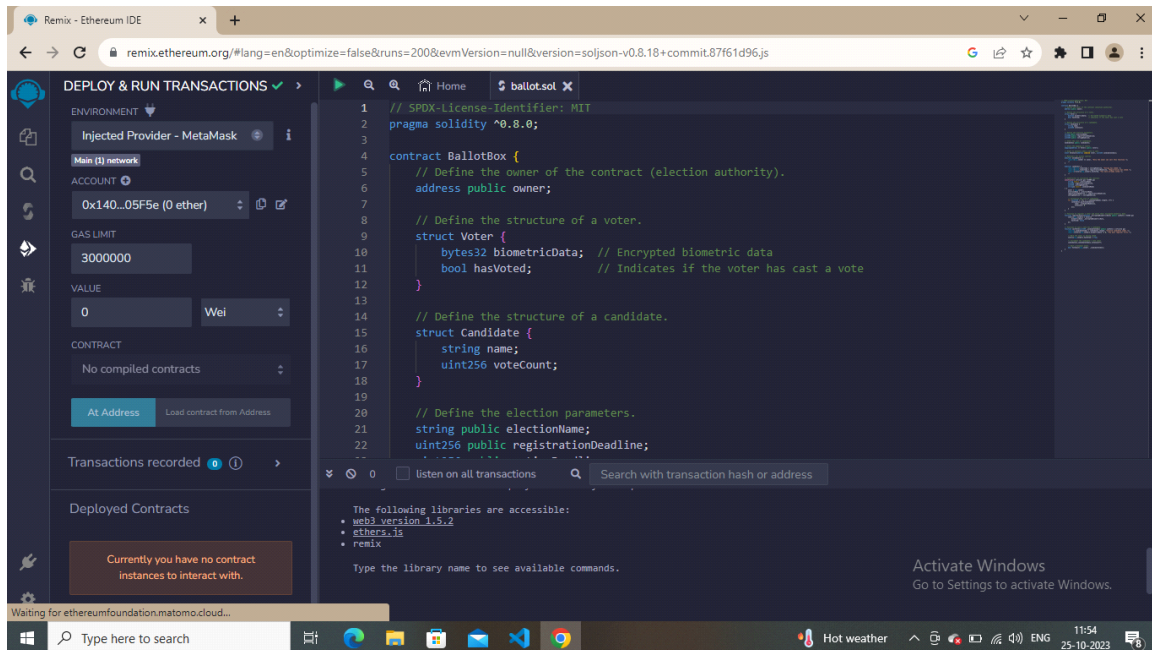 Remix - Ethereum IDE
remix.ethereum.org/#lang=en&optimize=false&runs=200&evmVersion=null&version=soljson-v0.8.18+commit.87f61d96.js
DEPLOY & RUN TRANSACTIONS
ENVIRONMENT
Injected Provider - MetaMask
Main (1) network
ACCOUNT
0x140...05F5e (0 ether)
GAS LIMIT
3000000
VALUE
0
Wei
CONTRACT
No compiled contracts
At Address
Load contract from Address
Transactions recorded 0
Deployed Contracts
Currently you have no contract
instances to interact with.
Home
ballot.sol
1 // SPDX-License-Identifier: MIT
2 pragma solidity ^0.8.0;
3
4 contract BallotBox {
5 // Define the owner of the contract (election authority).
6 address public owner;
7
8 // Define the structure of a voter.
9 struct Voter {
10 bytes32 biometricData; // Encrypted biometric data
11 bool hasVoted; // Indicates if the voter has cast a vote
12 }
13
14 // Define the structure of a candidate.
15 struct Candidate {
16 string name;
17 uint256 voteCount;
18 }
19
20 // Define the election parameters.
21 string public electionName;
22 uint256 public registrationDeadline;
0
listen on all transactions
Search with transaction hash or address
The following libraries are accessible:
web3 version 1.5.2
ethers.js
remix
Type the library name to see available commands.
Activate Windows
Go to Settings to activate Windows.
Waiting for ethereumfoundation.matomo.cloud...
Type here to search
Hot weather
ENG
11:54
25-10-2023
8